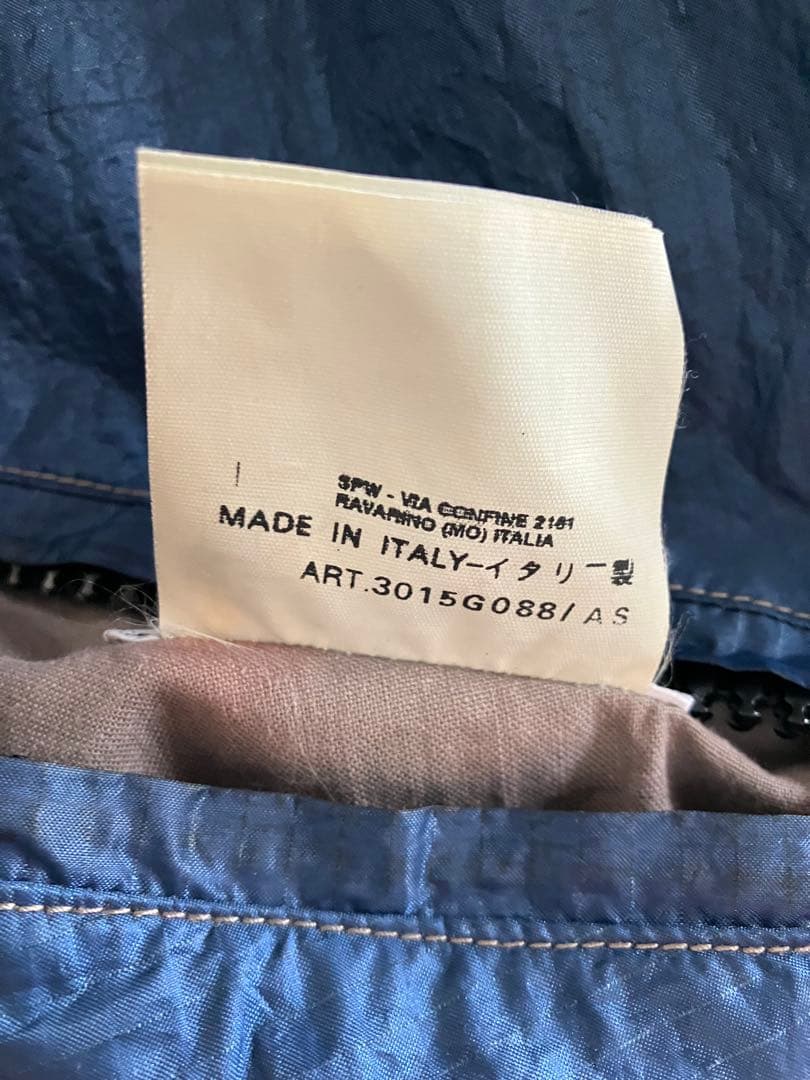 SPW - VIA CONFINE 2161
RAVARINO (MO) ITALIA
MADE IN ITALY-イタリー製
ART.3015G088/AS